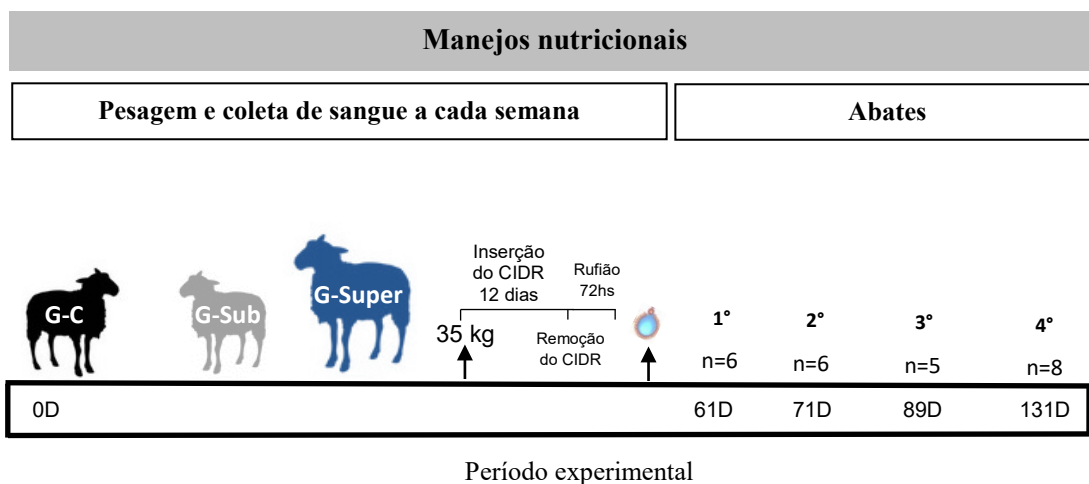 Manejos nutricionais
Pesagem e coleta de sangue a cada semana
Abates
G-C
G-Sub
G-Super
35 kg
Inserção
do CIDR
12 dias
Rufião
72hs
Remoção
do CIDR
1°
2°
3°
4°
n=6
n=6
n=5
n=8
0D
61D
71D
89D
131D
Período experimental